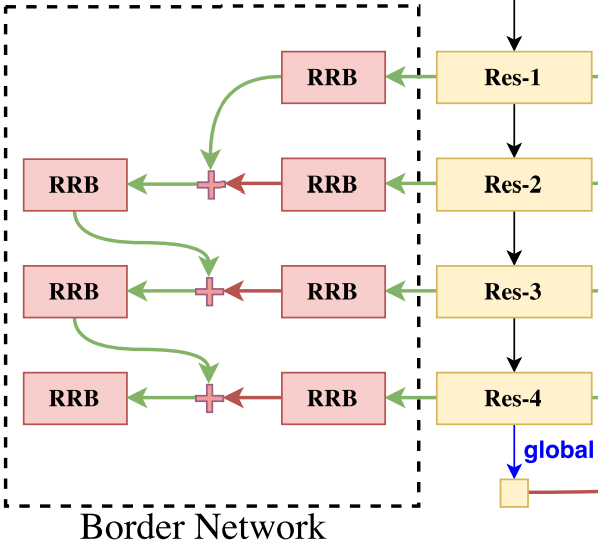 RRB
Res-1
RRB
RRB
Res-2
RRB
RRB
Res-3
RRB
RRB
Res-4
global
Border Network